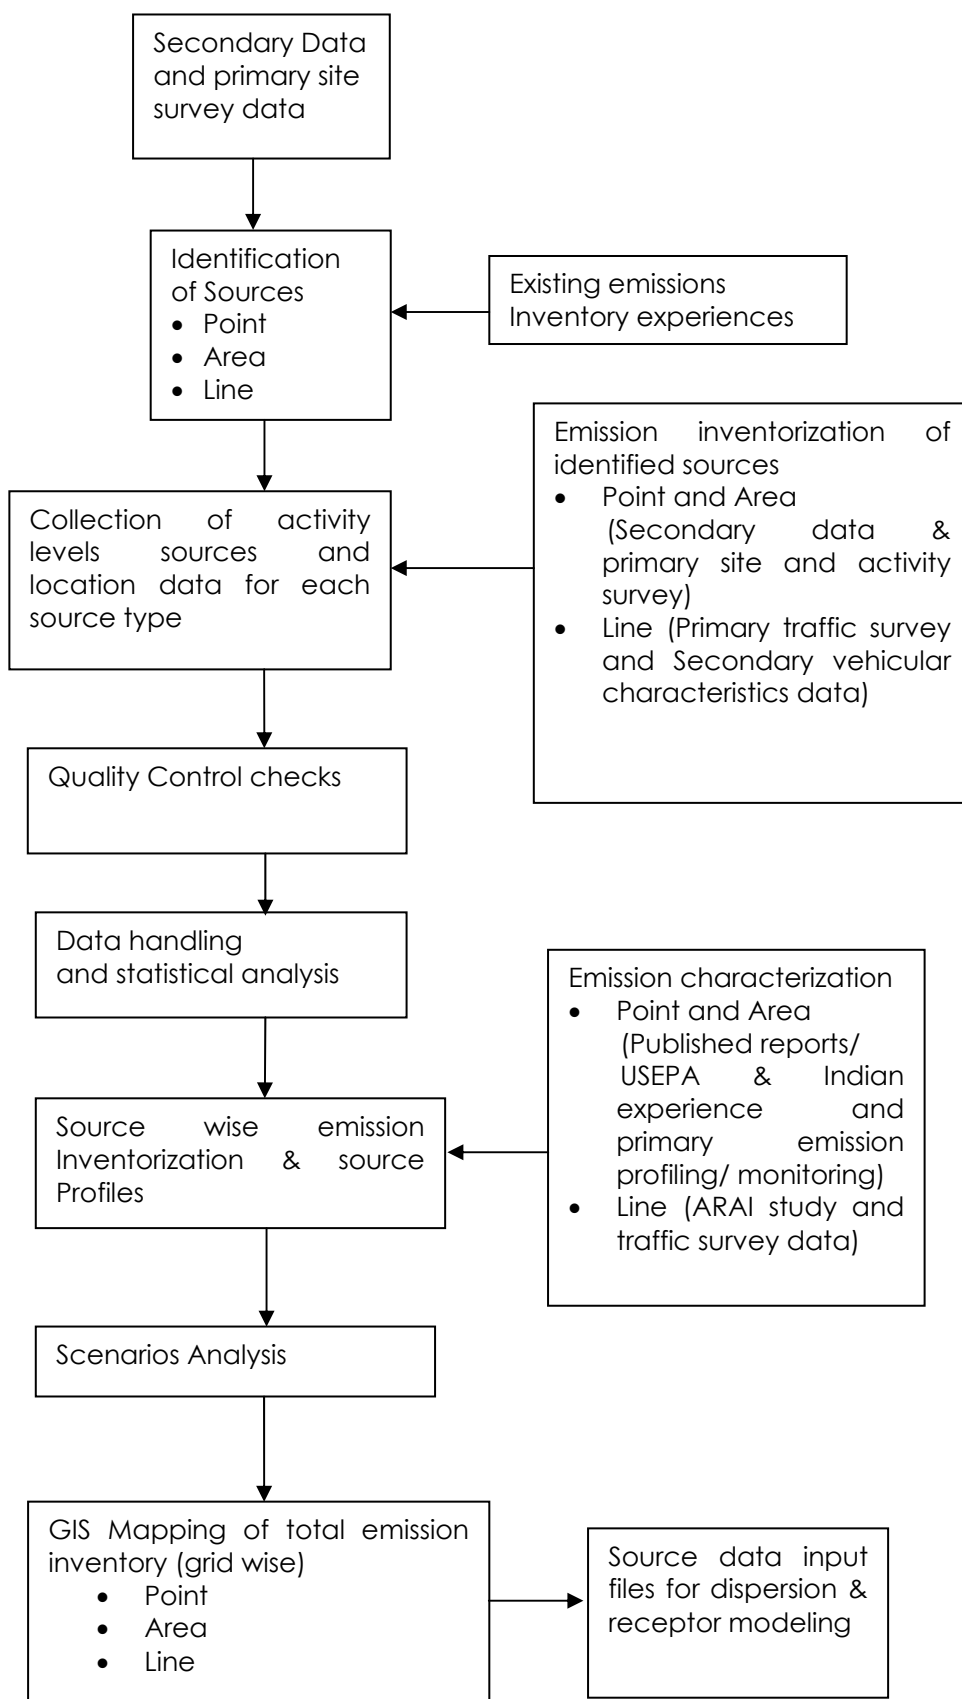 Secondary Data
and primary site
survey data
Identification
of Sources
• Point
• Area
• Line
Existing emissions
Inventory experiences
Emission inventorization of
identified sources
• Point and Area
(Secondary data &
primary site and activity
survey)
• Line (Primary traffic survey
and Secondary vehicular
characteristics data)
Collection of activity
levels sources and
location data for each
source type
Quality Control checks
Data handling
and statistical analysis
Emission characterization
• Point and Area
(Published reports/
USEPA & Indian
experience and
primary emission
profiling/ monitoring)
• Line (ARAI study and
traffic survey data)
Source wise emission
Inventorization & source
Profiles
Scenarios Analysis
GIS Mapping of total emission
inventory (grid wise)
• Point
• Area
• Line
Source data input
files for dispersion &
receptor modeling